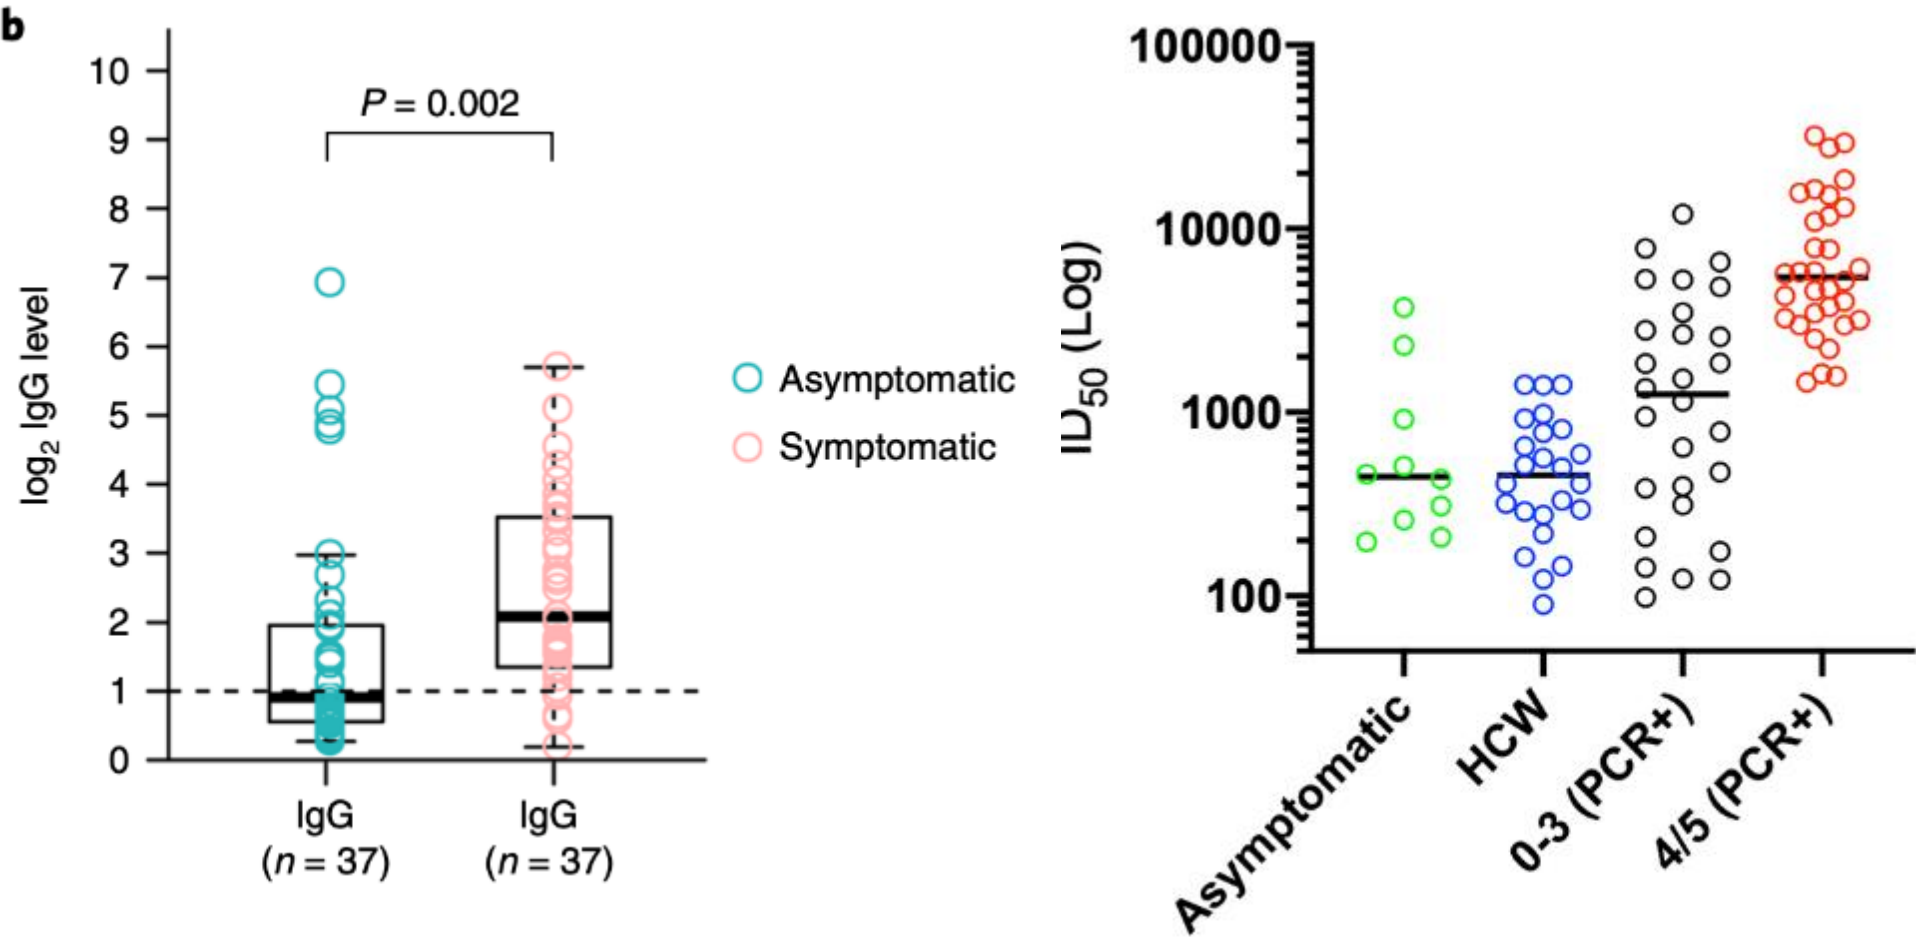 b
10
9
8
7
6
5
4
3
2
1
0
log₂ IgG level
P = 0.002
IgG
(n = 37)
IgG
(n = 37)
Asymptomatic
Symptomatic
ID₅₀ (Log)
100000
10000
1000
100
Asymptomatic
HCW
0-3 (PCR+)
4/5 (PCR+)